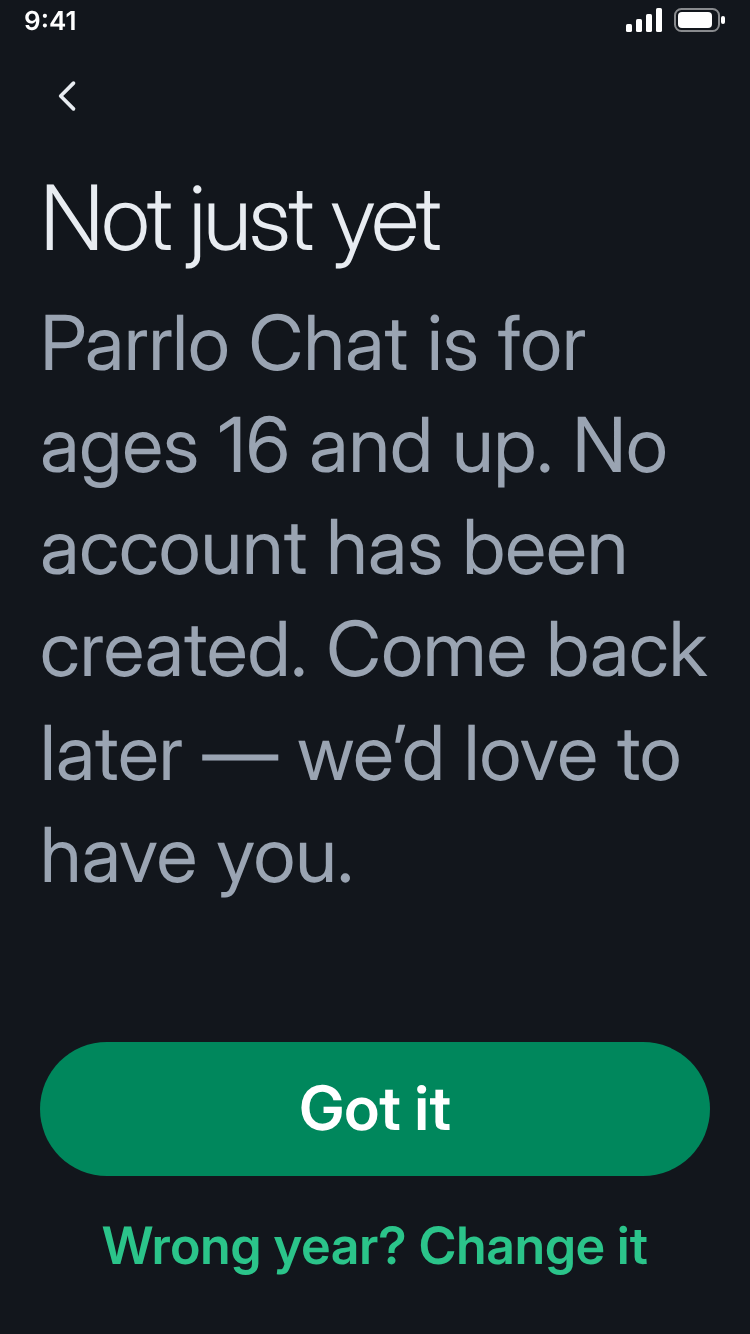 9:41
Not just yet
Parrlo Chat is for
ages 16 and up. No
account has been
created. Come back
later — we’d love to
have you.
Got it
Wrong year? Change it